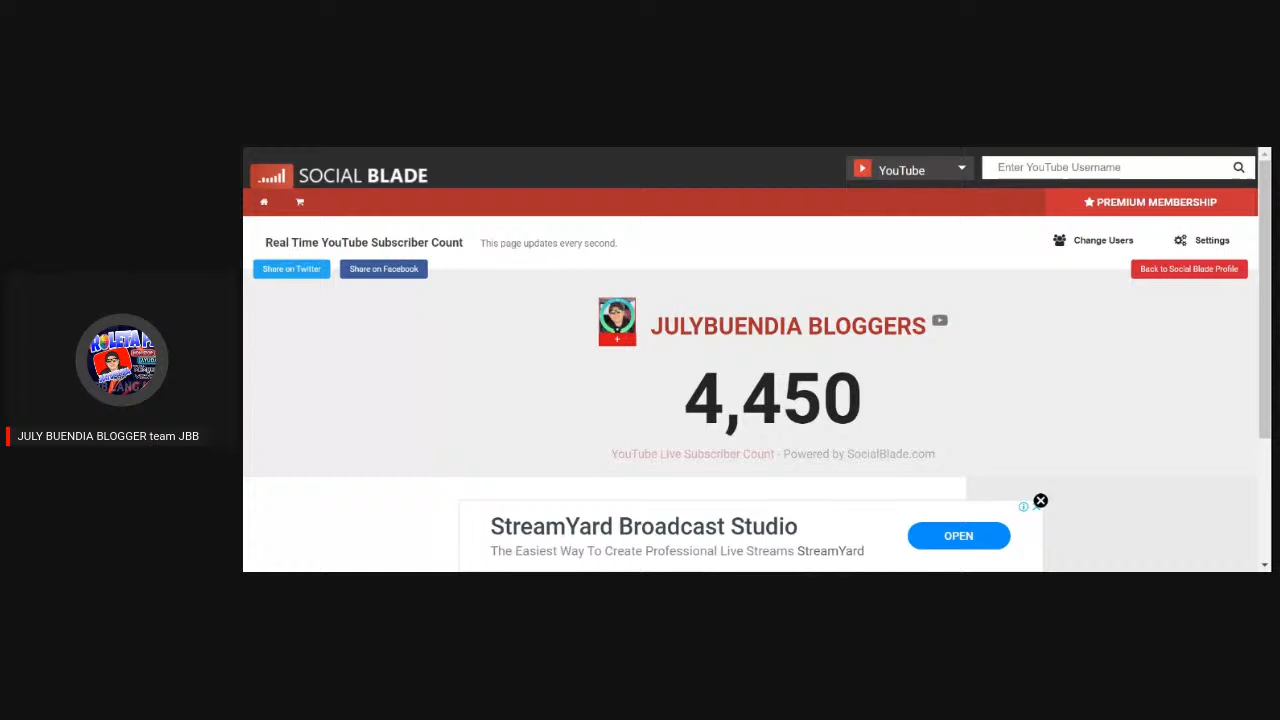 SOCIAL BLADE
YouTube
Enter YouTube Username
PREMIUM MEMBERSHIP
Real Time YouTube Subscriber Count
This page updates every second.
Change Users
Settings
Share on Twitter
Share on Facebook
Back to Social Blade Profile
JULYBUENDIA BLOGGERS
4,450
YouTube Live Subscriber Count - Powered by SocialBlade.com
StreamYard Broadcast Studio
The Easiest Way To Create Professional Live Streams StreamYard
OPEN
JULY BUENDIA BLOGGER team JBB